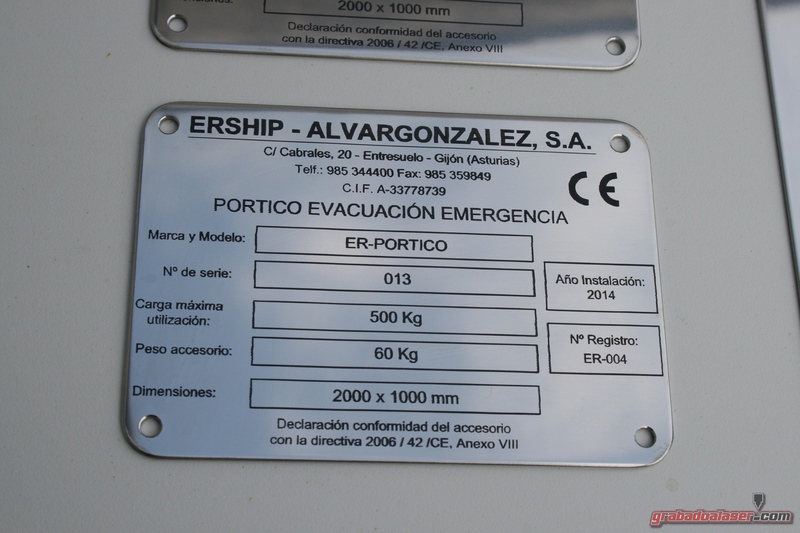 2000 x 1000 mm
Declaración conformidad del accesorio
con la directiva 2006 / 42 /CE, Anexo VIII
ERSHIP - ALVARGONZALEZ, S.A.
C/ Cabrales, 20 - Entresuelo - Gijón (Asturias)
Telf.: 985 344400 Fax: 985 359849
C.I.F. A-33778739
CE
PORTICO EVACUACIÓN EMERGENCIA
Marca y Modelo: ER-PORTICO
Nº de serie: 013
Año Instalación:
2014
Carga máxima
utilización: 500 Kg
Nº Registro:
ER-004
Peso accesorio: 60 Kg
Dimensiones: 2000 x 1000 mm
Declaración conformidad del accesorio
con la directiva 2006 / 42 /CE, Anexo VIII
grabadoalaser.com